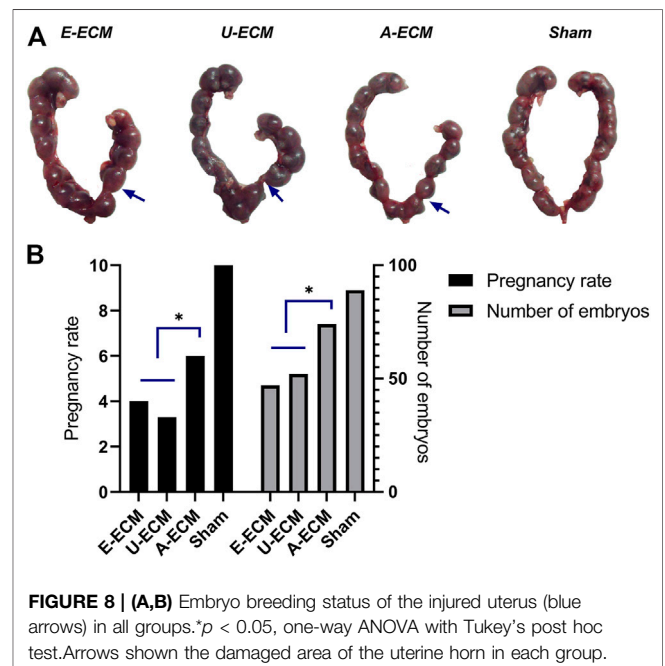 A
E-ECM U-ECM A-ECM Sham
B
10
8
6
4
2
0
Pregnancy rate
*
*
100
50
0
Number of embryos
Pregnancy rate
Number of embryos
E-ECM
U-ECM
A-ECM
Sham
E-ECM
U-ECM
A-ECM
Sham
FIGURE 8 | (A,B) Embryo breeding status of the injured uterus (blue
arrows) in all groups.*p < 0.05, one-way ANOVA with Tukey's post hoc
test.Arrows shown the damaged area of the uterine horn in each group.